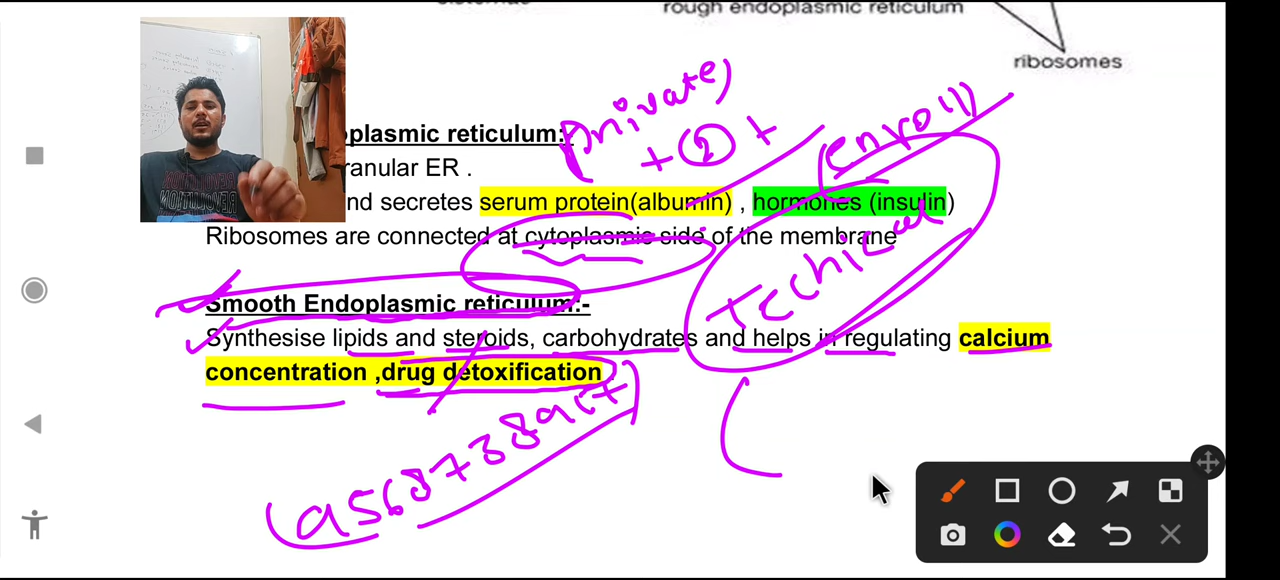 rough endoplasmic reticulum
ribosomes
private
+ 2 +
(enroll
oplasmic reticulum:-
ranular ER .
nd secretes serum protein(albumin) , hormones (insulin)
Ribosomes are connected at cytoplasmic side of the membrane
Techical
Smooth Endoplasmic reticulum:-
Synthesise lipids and steroids, carbohydrates and helps in regulating calcium
concentration ,drug detoxification